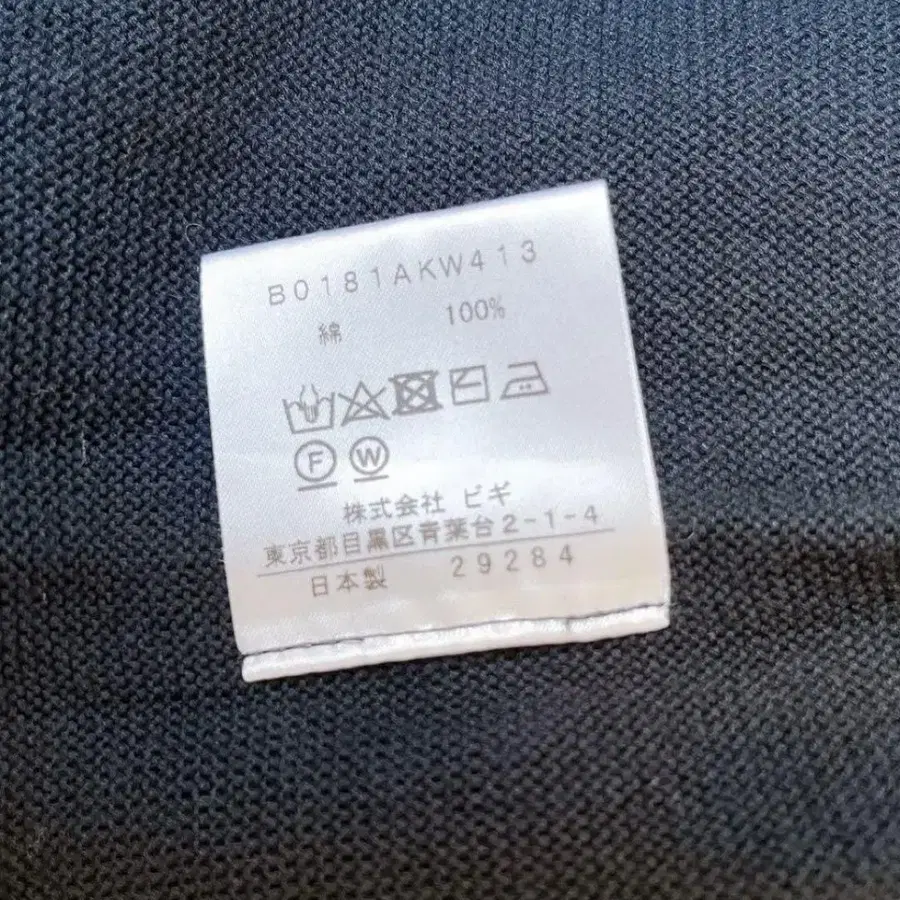 B0181AKW413
綿 100%
F W
株式会社 ビギ
東京都目黒区青葉台2-1-4
日本製 29284